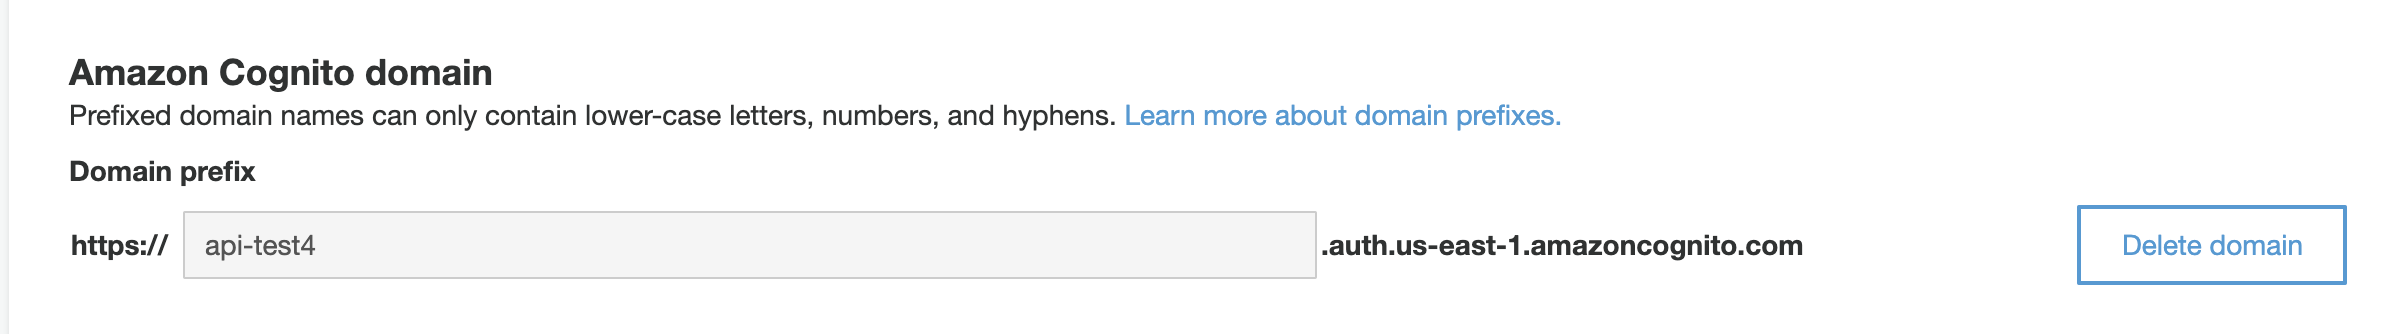 Amazon Cognito domain
Prefixed domain names can only contain lower-case letters, numbers, and hyphens. Learn more about domain prefixes.
Domain prefix
https:// api-test4 .auth.us-east-1.amazoncognito.com Delete domain